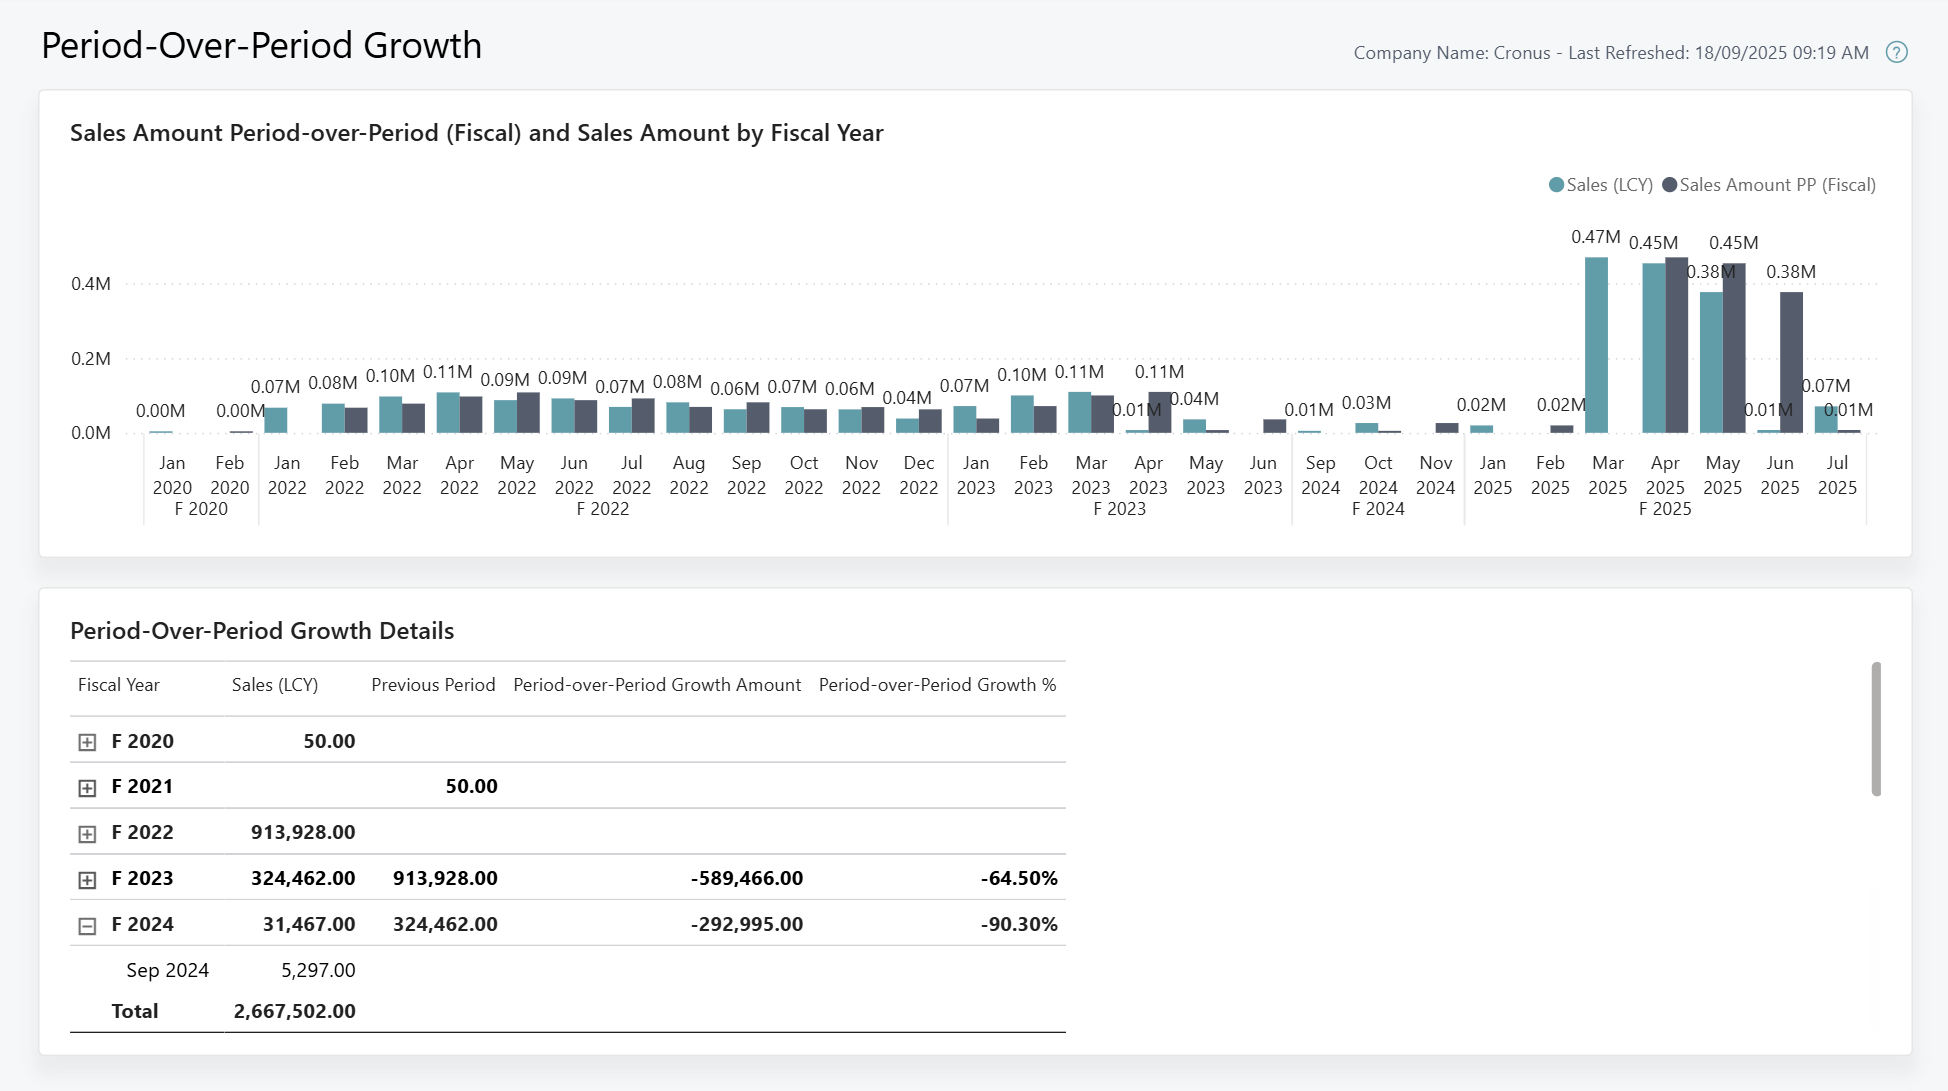 Period-Over-Period Growth
Company Name: Cronus - Last Refreshed: 18/09/2025 09:19 AM ?
Sales Amount Period-over-Period (Fiscal) and Sales Amount by Fiscal Year
Sales (LCY) Sales Amount PP (Fiscal)
0.4M
0.2M
0.0M
0.00M 0.00M 0.07M 0.08M 0.10M 0.11M 0.09M 0.09M 0.07M 0.08M 0.06M 0.07M 0.06M 0.04M 0.07M 0.10M 0.11M 0.01M 0.11M 0.04M 0.01M 0.03M 0.02M 0.02M 0.47M 0.45M 0.38M 0.45M 0.01M 0.38M 0.07M 0.01M
Jan Feb Jan Feb Mar Apr May Jun Jul Aug Sep Oct Nov Dec Jan Feb Mar Apr May Jun Sep Oct Nov Jan Feb Mar Apr May Jun Jul
2020 2020 2022 2022 2022 2022 2022 2022 2022 2022 2022 2022 2022 2022 2023 2023 2023 2023 2023 2023 2024 2024 2024 2025 2025 2025 2025 2025 2025 2025
F 2020 F 2022 F 2023 F 2024 F 2025
Period-Over-Period Growth Details
Fiscal Year Sales (LCY) Previous Period Period-over-Period Growth Amount Period-over-Period Growth %
F 2020 50.00
F 2021 50.00
F 2022 913,928.00
F 2023 324,462.00 913,928.00 -589,466.00 -64.50%
F 2024 31,467.00 324,462.00 -292,995.00 -90.30%
Sep 2024 5,297.00
Total 2,667,502.00